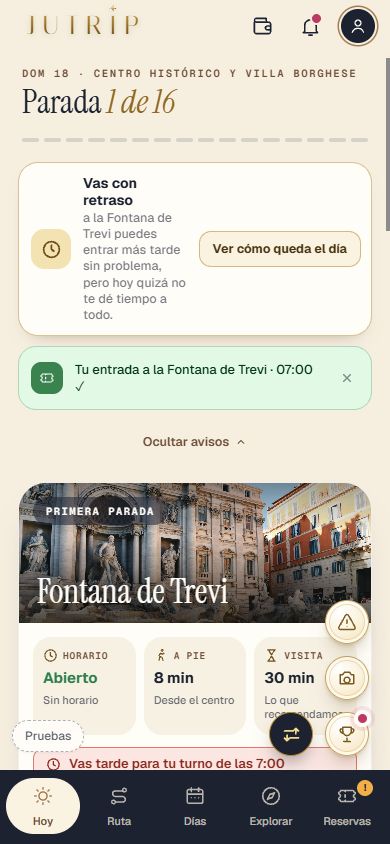 JUTRIP
DOM 18 · CENTRO HISTÓRICO Y VILLA BORGHESE
Parada 1 de 16
Vas con
retraso
a la Fontana de
Trevi puedes
entrar más tarde
sin problema,
pero hoy quizá no
te dé tiempo a
todo.
Ver cómo queda el día
Tu entrada a la Fontana de Trevi · 07:00
✓
Ocultar avisos
PRIMERA PARADA
Fontana de Trevi
HORARIO
Abierto
Sin horario
A PIE
8 min
Desde el centro
VISITA
30 min
Lo que
Pruebas
Vas tarde para tu turno de las 7:00
Hoy
Ruta
Días
Explorar
Reservas
!